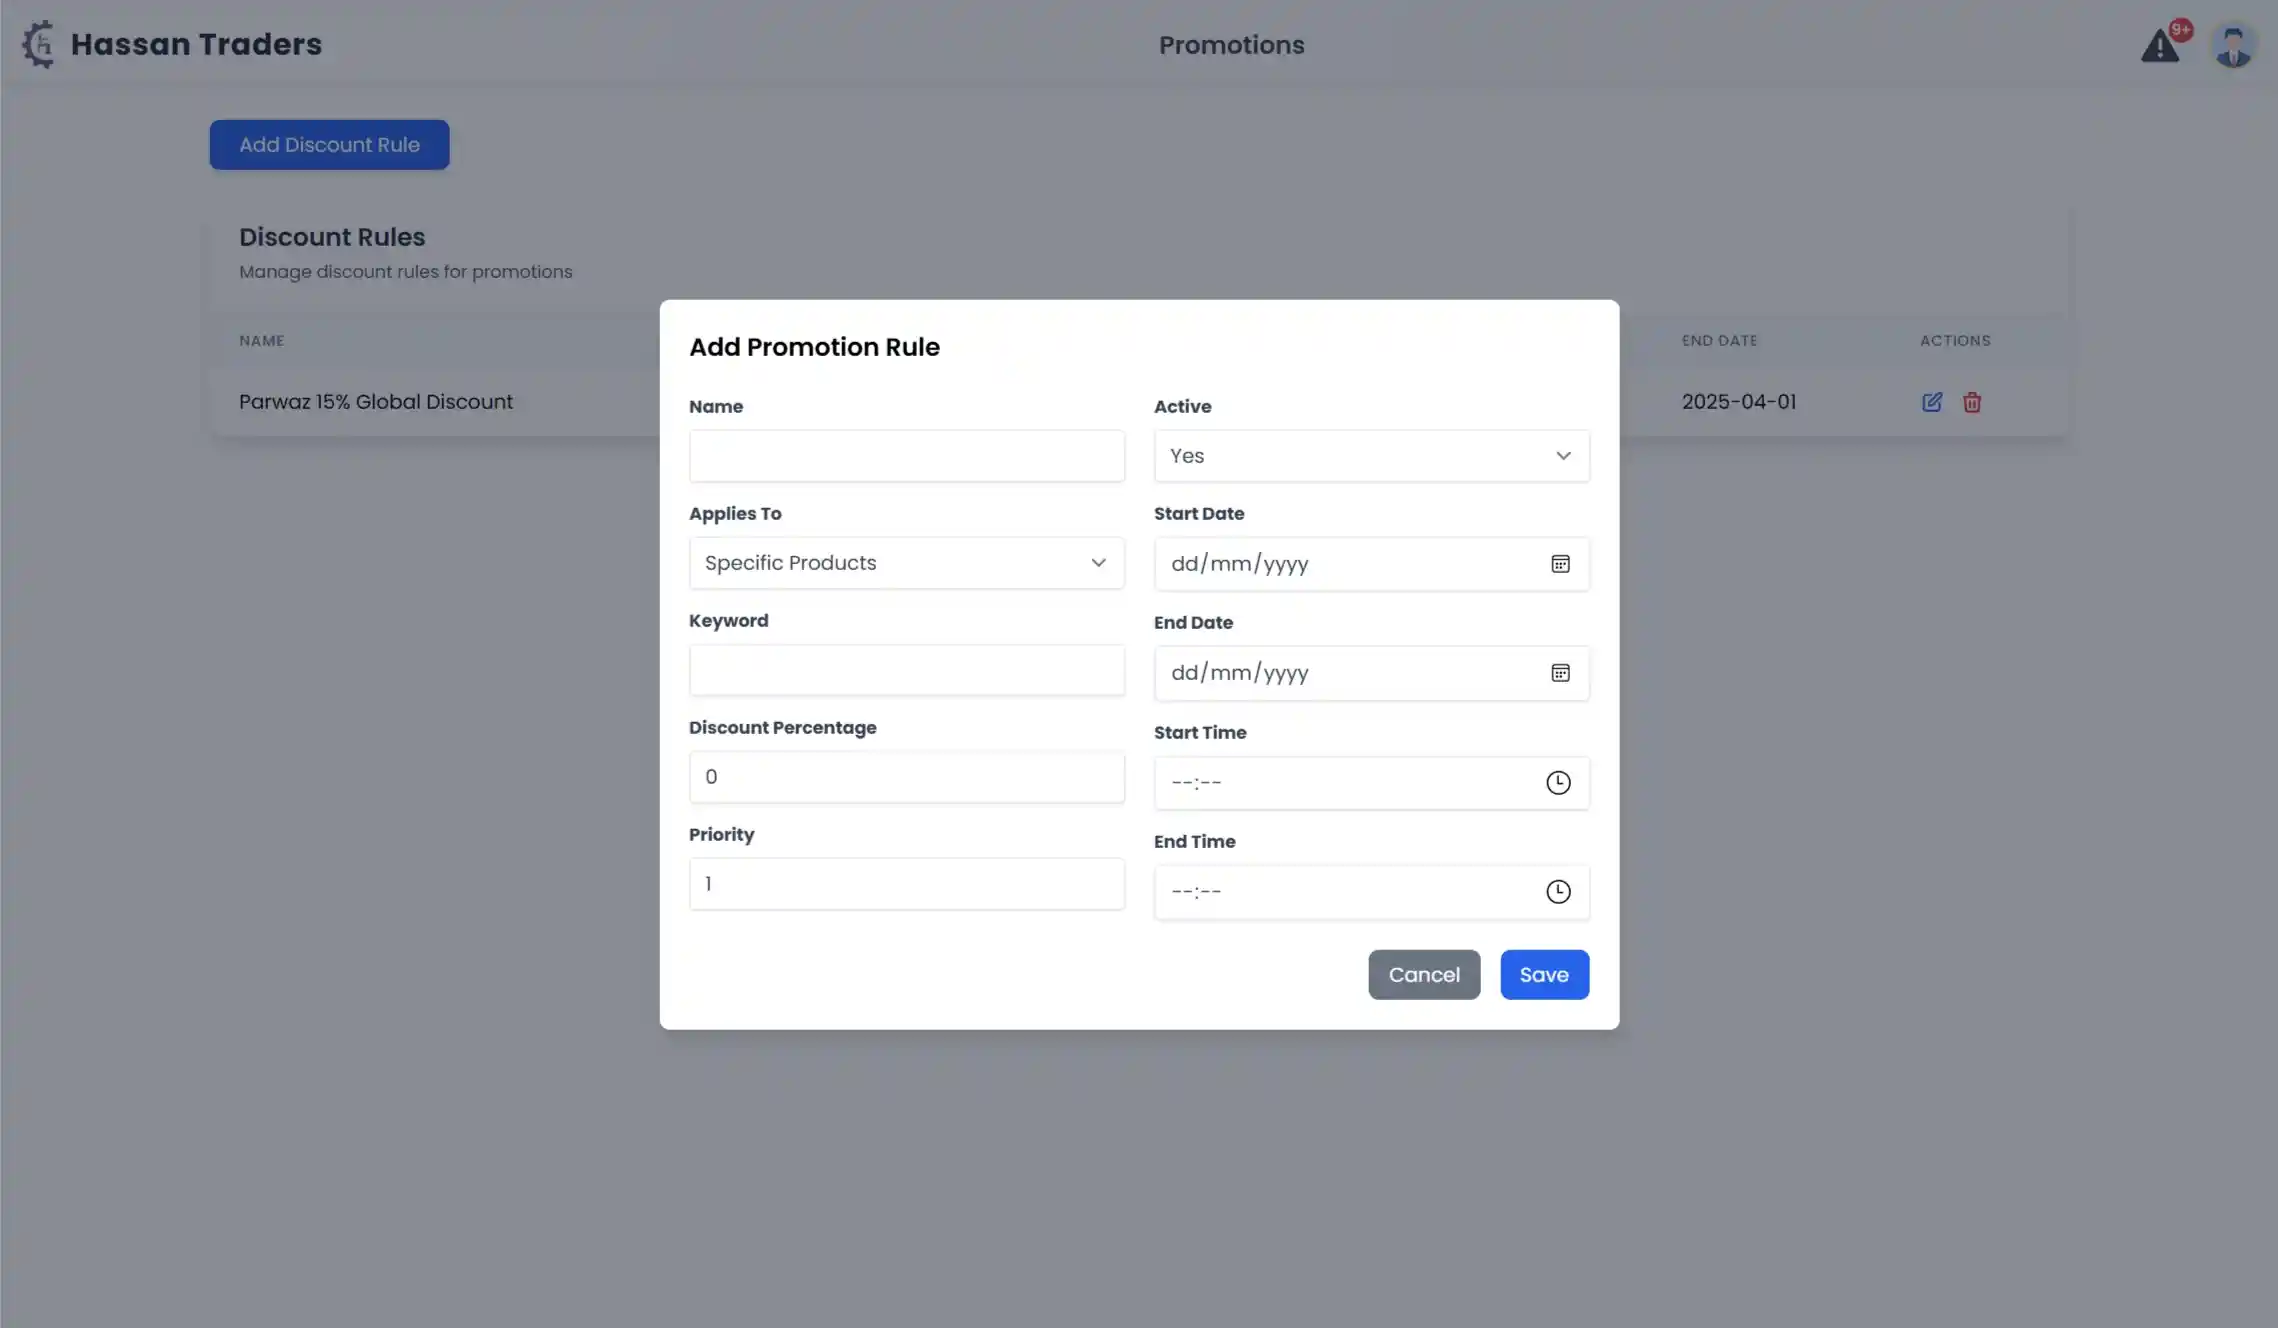 Hassan Traders
Promotions
9+
Add Discount Rule
Discount Rules
Manage discount rules for promotions
NAME
END DATE
ACTIONS
Parwaz 15% Global Discount
2025-04-01
Add Promotion Rule
Name
Active
Yes
Applies To
Specific Products
Start Date
dd/mm/yyyy
Keyword
End Date
dd/mm/yyyy
Discount Percentage
0
Start Time
--:--
Priority
1
End Time
--:--
Cancel
Save